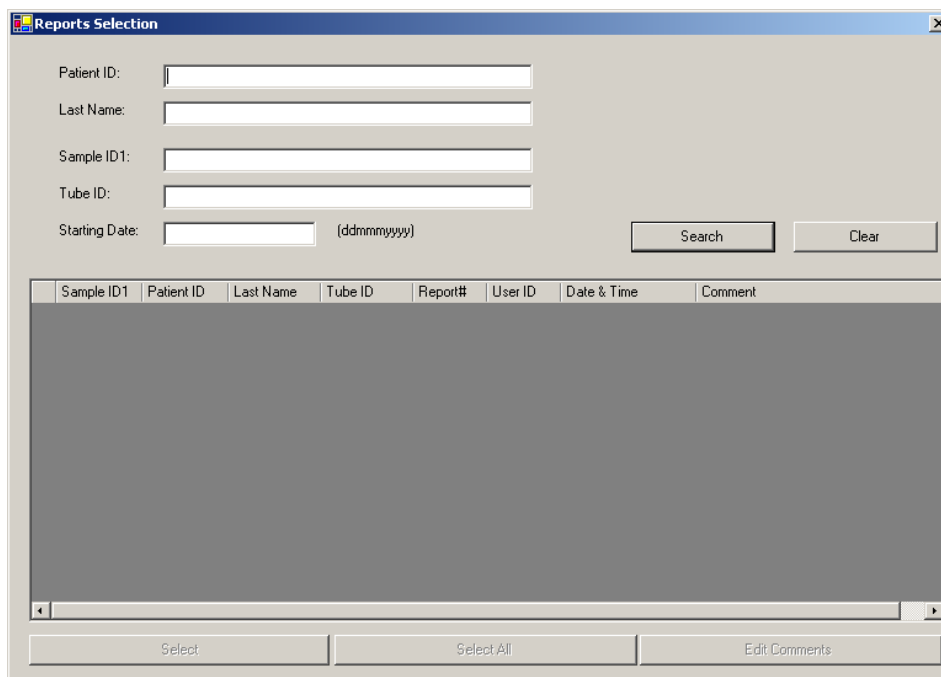 Reports Selection
Patient ID:
Last Name:
Sample ID1:
Tube ID:
Starting Date: (ddmmmyyyy) Search Clear
Sample ID1 Patient ID Last Name Tube ID Report# User ID Date & Time Comment
Select Select All Edit Comments